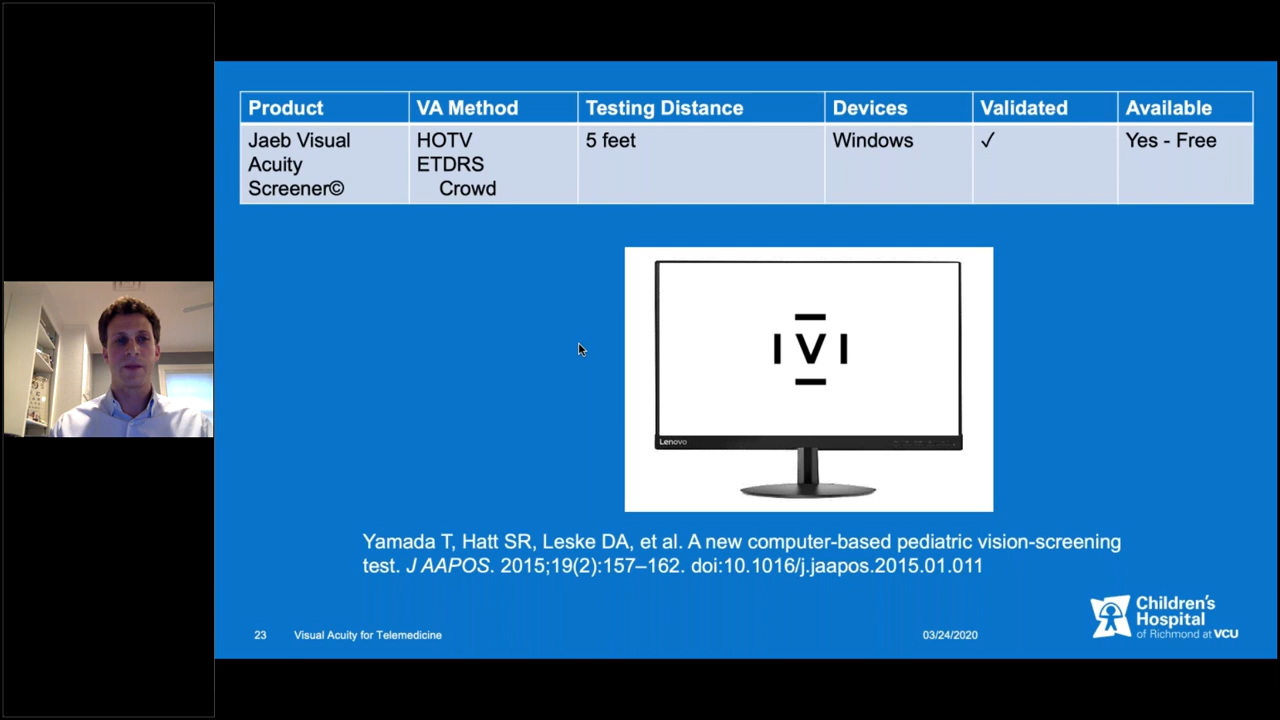 Product VA Method Testing Distance Devices Validated Available
Jaeb Visual HOTV 5 feet Windows ✓ Yes - Free
Acuity ETDRS
Screener© Crowd
V
Lenovo
Yamada T, Hatt SR, Leske DA, et al. A new computer-based pediatric vision-screening
test. J AAPOS. 2015;19(2):157–162. doi:10.1016/j.jaapos.2015.01.011
Children's
Hospital
of Richmond at VCU
23 Visual Acuity for Telemedicine 03/24/2020